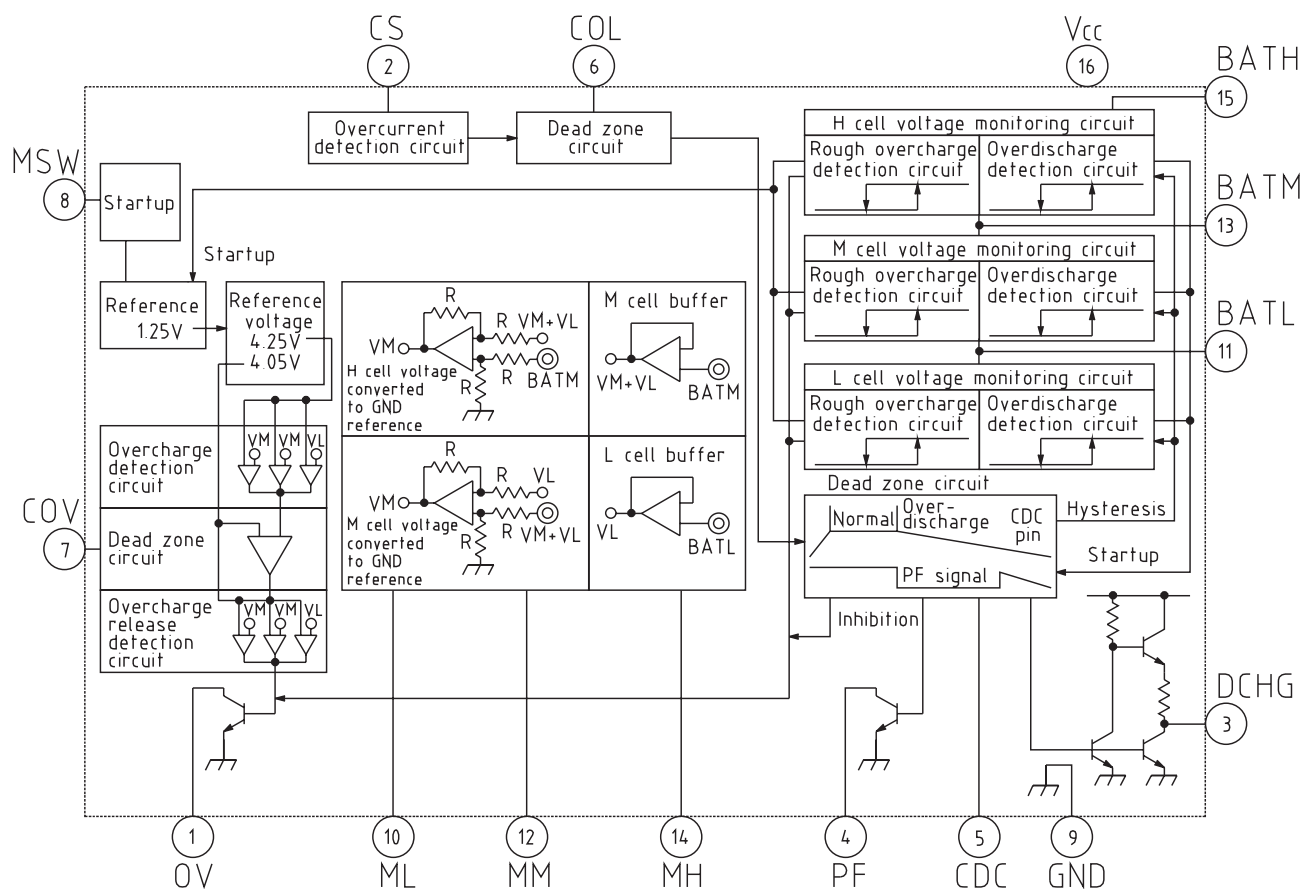 CS
2
COL
6
Vcc
16
BATH
15
Overcurrent
detection circuit
Dead zone
circuit
H cell voltage monitoring circuit
Rough overcharge
detection circuit
Overdischarge
detection circuit
MSW
8
Startup
BATM
13
Startup
M cell voltage monitoring circuit
Rough overcharge
detection circuit
Overdischarge
detection circuit
Reference
1.25V
Reference
voltage
4.25V
4.05V
R
R
VM+VL
VM
R
BATM
R
H cell voltage
converted
to GND
reference
M cell buffer
VM+VL
BATM
BATL
11
L cell voltage monitoring circuit
Rough overcharge
detection circuit
Overdischarge
detection circuit
Overcharge
detection
circuit
VM
VM
VL
R
R
VL
VM
R
VM+VL
R
M cell voltage
converted
to GND
reference
L cell buffer
VL
BATL
Dead zone circuit
Normal
Over-
discharge
CDC
pin
PF signal
Hysteresis
Startup
COV
7
Dead zone
circuit
Overcharge
release
detection
circuit
VM
VM
VL
Inhibition
DCHG
3
1
OV
10
ML
12
MM
14
MH
4
PF
5
CDC
9
GND